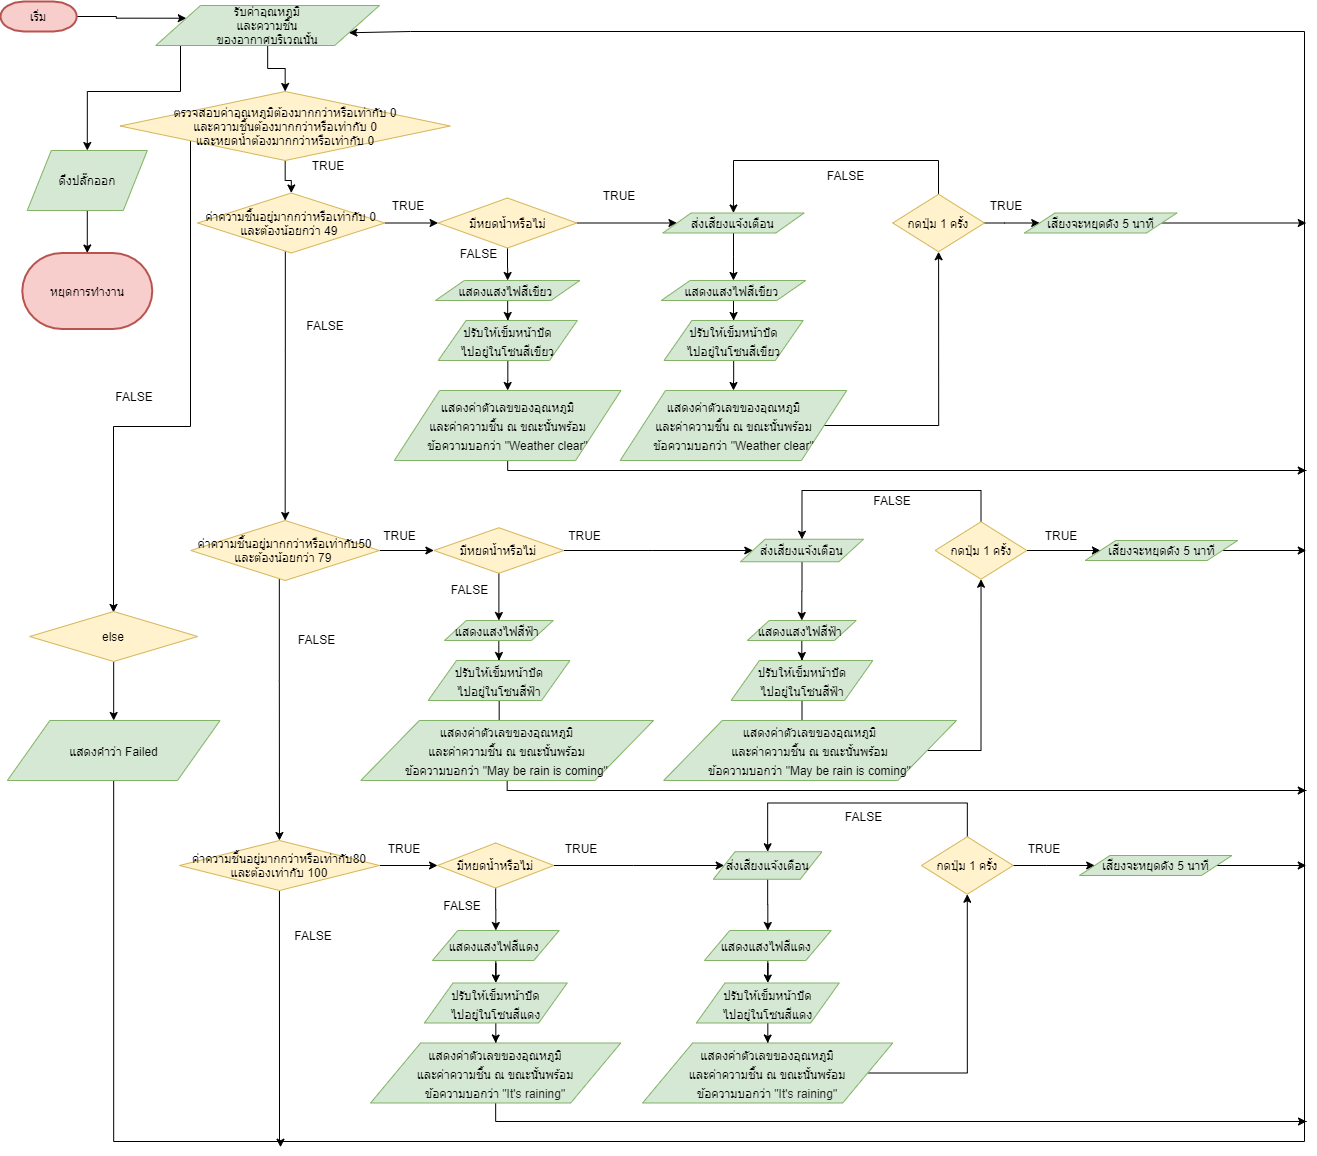 เริ่ม
รับค่าอุณหภูมิ
และความชื้น
ของอากาศบริเวณนั้น
ตรวจสอบค่าอุณหภูมิต้องมากกว่าหรือเท่ากับ 0
และความชื้นต้องมากกว่าหรือเท่ากับ 0
และหยดน้ำต้องมากกว่าหรือเท่ากับ 0
TRUE
ดึงปลั๊กออก
หยุดการทำงาน
FALSE
else
แสดงคำว่า Failed
ค่าความชื้นอยู่มากกว่าหรือเท่ากับ 0
และต้องน้อยกว่า 49
TRUE
มีหยดน้ำหรือไม่
TRUE
ส่งเสียงแจ้งเตือน
FALSE
กดปุ่ม 1 ครั้ง
TRUE
เสียงจะหยุดดัง 5 นาที
FALSE
แสดงแสงไฟสีเขียว
ปรับให้เข็มหน้าปัด
ไปอยู่ในโซนสีเขียว
แสดงค่าตัวเลขของอุณหภูมิ
และค่าความชื้น ณ ขณะนั้นพร้อม
ข้อความบอกว่า "Weather clear"
แสดงแสงไฟสีเขียว
ปรับให้เข็มหน้าปัด
ไปอยู่ในโซนสีเขียว
แสดงค่าตัวเลขของอุณหภูมิ
และค่าความชื้น ณ ขณะนั้นพร้อม
ข้อความบอกว่า "Weather clear"
FALSE
ค่าความชื้นอยู่มากกว่าหรือเท่ากับ50
และต้องน้อยกว่า 79
TRUE
มีหยดน้ำหรือไม่
TRUE
ส่งเสียงแจ้งเตือน
FALSE
กดปุ่ม 1 ครั้ง
TRUE
เสียงจะหยุดดัง 5 นาที
FALSE
แสดงแสงไฟสีฟ้า
ปรับให้เข็มหน้าปัด
ไปอยู่ในโซนสีฟ้า
แสดงค่าตัวเลขของอุณหภูมิ
และค่าความชื้น ณ ขณะนั้นพร้อม
ข้อความบอกว่า "May be rain is coming"
แสดงแสงไฟสีฟ้า
ปรับให้เข็มหน้าปัด
ไปอยู่ในโซนสีฟ้า
แสดงค่าตัวเลขของอุณหภูมิ
และค่าความชื้น ณ ขณะนั้นพร้อม
ข้อความบอกว่า "May be rain is coming"
FALSE
ค่าความชื้นอยู่มากกว่าหรือเท่ากับ80
และต้องเท่ากับ 100
TRUE
มีหยดน้ำหรือไม่
TRUE
ส่งเสียงแจ้งเตือน
FALSE
กดปุ่ม 1 ครั้ง
TRUE
เสียงจะหยุดดัง 5 นาที
FALSE
แสดงแสงไฟสีแดง
ปรับให้เข็มหน้าปัด
ไปอยู่ในโซนสีแดง
แสดงค่าตัวเลขของอุณหภูมิ
และค่าความชื้น ณ ขณะนั้นพร้อม
ข้อความบอกว่า "It's raining"
แสดงแสงไฟสีแดง
ปรับให้เข็มหน้าปัด
ไปอยู่ในโซนสีแดง
แสดงค่าตัวเลขของอุณหภูมิ
และค่าความชื้น ณ ขณะนั้นพร้อม
ข้อความบอกว่า "It's raining"
FALSE